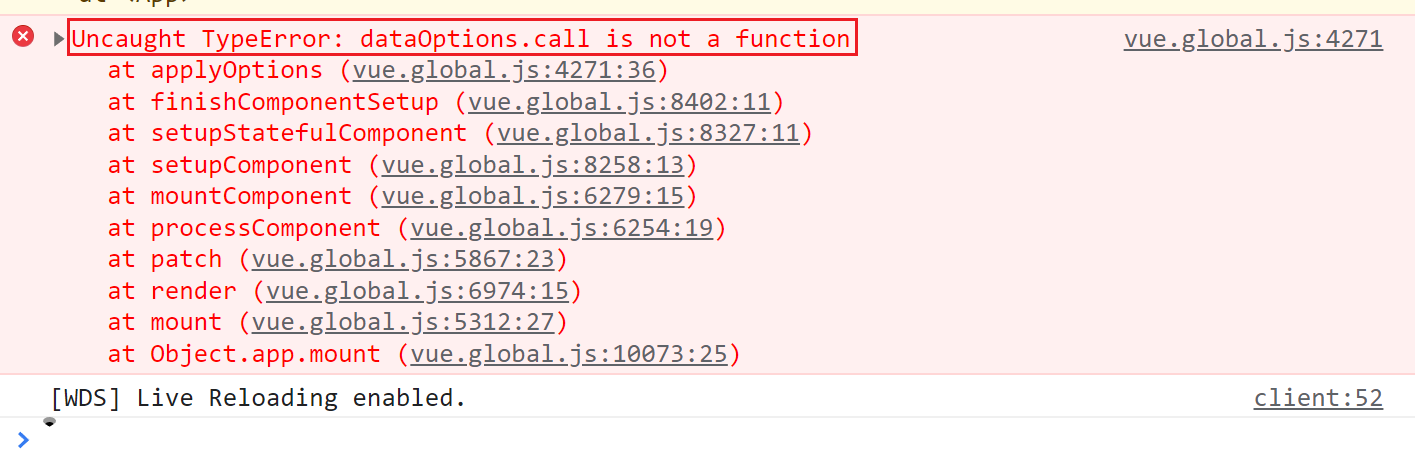 at <App>
Uncaught TypeError: dataOptions.call is not a function vue.global.js:4271
at applyOptions (vue.global.js:4271:36)
at finishComponentSetup (vue.global.js:8402:11)
at setupStatefulComponent (vue.global.js:8327:11)
at setupComponent (vue.global.js:8258:13)
at mountComponent (vue.global.js:6279:15)
at processComponent (vue.global.js:6254:19)
at patch (vue.global.js:5867:23)
at render (vue.global.js:6974:15)
at mount (vue.global.js:5312:27)
at Object.app.mount (vue.global.js:10073:25)
[WDS] Live Reloading enabled. client:52